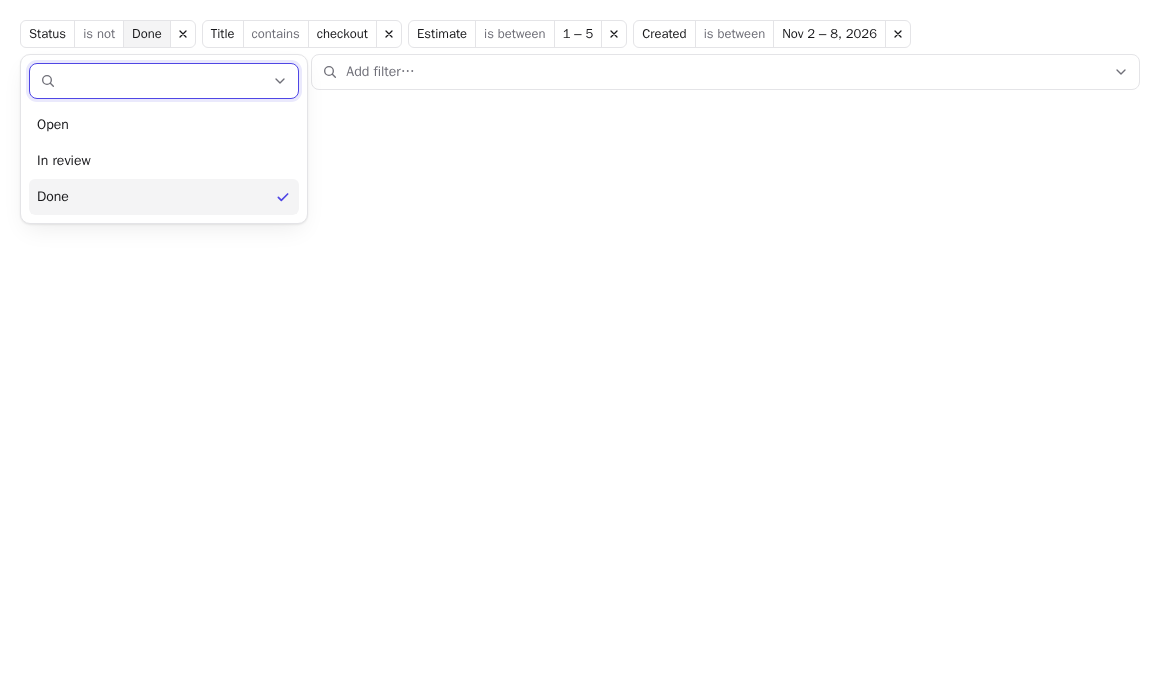 Status is not Done Title contains checkout Estimate is between 1 – 5 Created is between Nov 2 – 8, 2026
Add filter···
Open
In review
Done